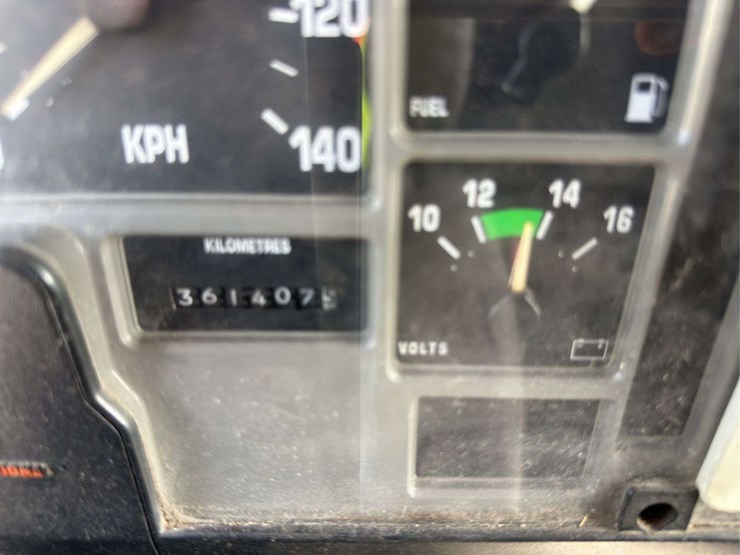 120
140
KPH
FUEL
10 12 14 16
VOLTS
KILOMETRES
361407